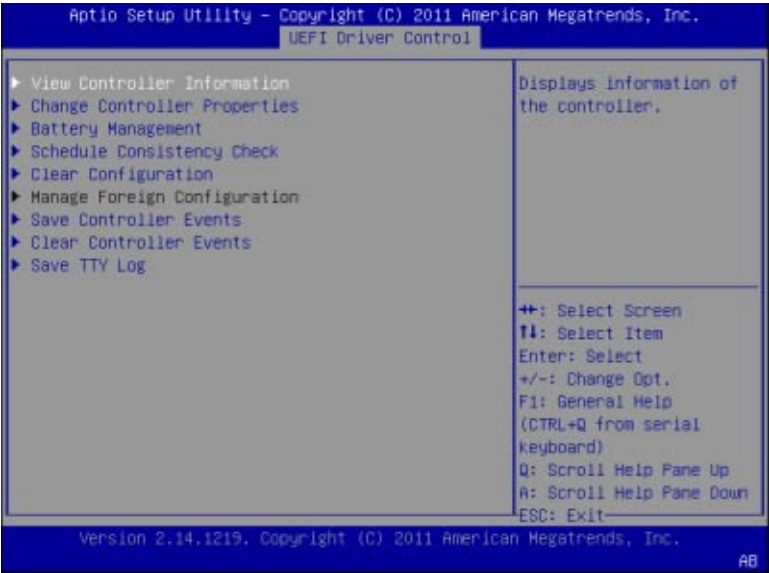 Aptio Setup Utility – Copyright (C) 2011 American Megatrends, Inc.
UEFI Driver Control
View Controller Information
Change Controller Properties
Battery Management
Schedule Consistency Check
Clear Configuration
Manage Foreign Configuration
Save Controller Events
Clear Controller Events
Save TTY Log
Displays information of
the controller.
→←: Select Screen
↑↓: Select Item
Enter: Select
+/-: Change Opt.
F1: General Help
(CTRL+Q from serial
keyboard)
Q: Scroll Help Pane Up
A: Scroll Help Pane Down
ESC: Exit
Version 2.14.1219. Copyright (C) 2011 American Megatrends, Inc.
AB